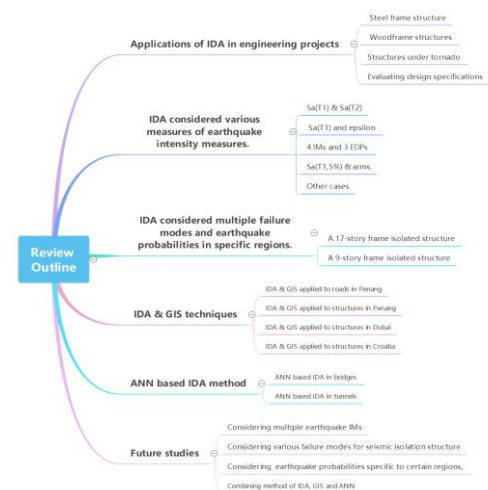 Review
Outline
Applications of IDA in engineering projects
Steel frame structure
Woodframe structures
Structures under tornado
Evaluating design specifications
IDA considered various
measures of earthquake
intensity measures.
Sa(T1) & Sa(T2)
Sa(T1) and epsilon
4 IMs and 3 EDPs
Sa(T1,5%) & arms
Other cases
IDA considered multiple failure
modes and earthquake
probabilities in specific regions.
A 17-story frame isolated structure
A 9-story frame isolated structure
IDA & GIS techniques
IDA & GIS applied to roads in Penang
IDA & GIS applied to structures in Penang
IDA & GIS applied to structures in Dubai
IDA & GIS applied to structures in Croatia
ANN based IDA method
ANN based IDA in bridges
ANN based IDA in tunnels
Future studies
Considering multiple earthquake IMs
Considering various failure modes for seismic isolation structure
Considering earthquake probabilities specific to certain regions,
Combining method of IDA, GIS and ANN